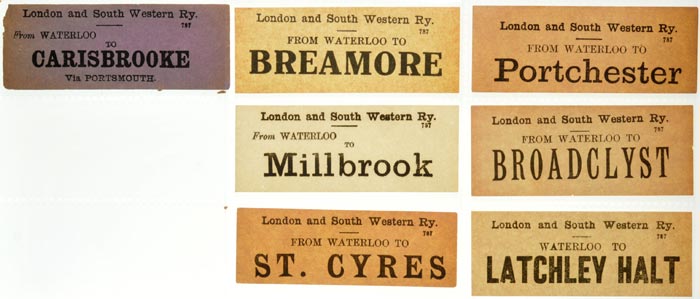 London and South Western Ry.
787
From WATERLOO
TO
CARISBROOKE
Via PORTSMOUTH.
London and South Western Ry.
787
FROM WATERLOO TO
BREAMORE
London and South Western Ry.
787
FROM WATERLOO TO
Portchester
London and South Western Ry.
787
From WATERLOO
TO
Millbrook
London and South Western Ry.
787
FROM WATERLOO TO
BROADCLYST
London and South Western Ry.
787
FROM WATERLOO TO
ST. CYRES
London and South Western Ry.
787
WATERLOO TO
LATCHLEY HALT